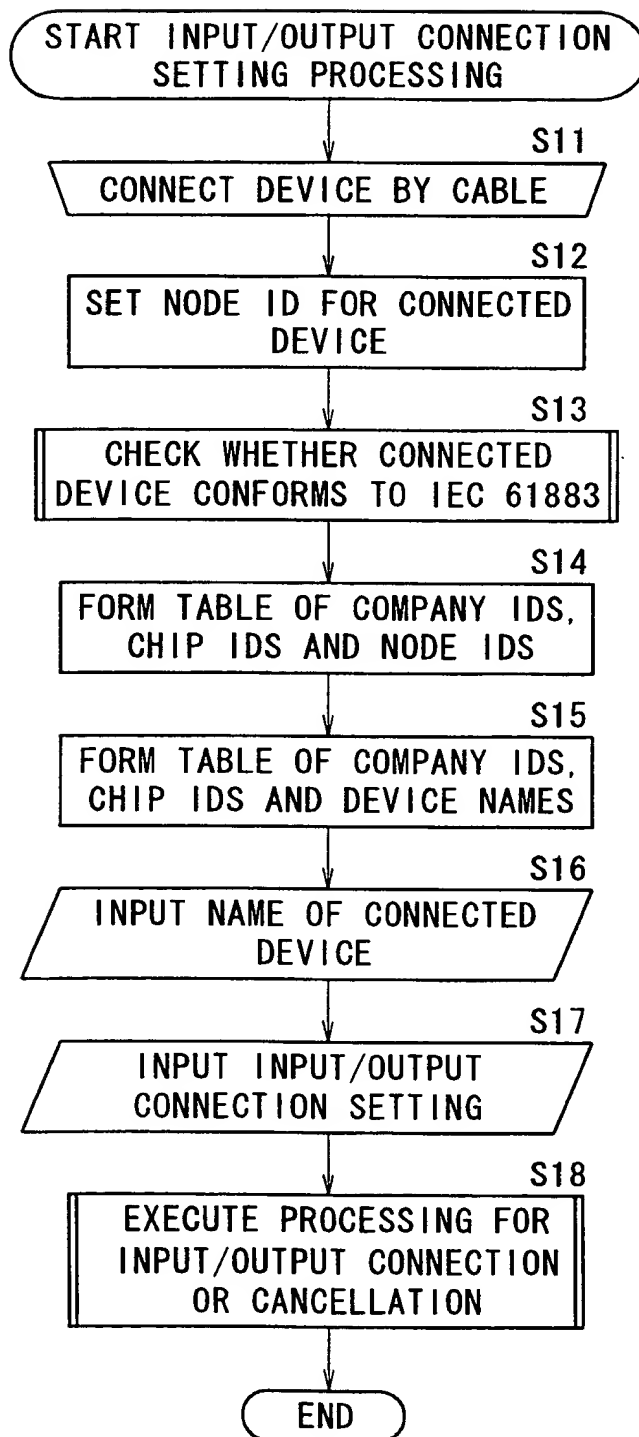 START INPUT/OUTPUT CONNECTION
SETTING PROCESSING
S11
CONNECT DEVICE BY CABLE
S12
SET NODE ID FOR CONNECTED
DEVICE
S13
CHECK WHETHER CONNECTED
DEVICE CONFORMS TO IEC 61883
S14
FORM TABLE OF COMPANY IDS,
CHIP IDS AND NODE IDS
S15
FORM TABLE OF COMPANY IDS,
CHIP IDS AND DEVICE NAMES
S16
INPUT NAME OF CONNECTED
DEVICE
S17
INPUT INPUT/OUTPUT
CONNECTION SETTING
S18
EXECUTE PROCESSING FOR
INPUT/OUTPUT CONNECTION
OR CANCELLATION
END